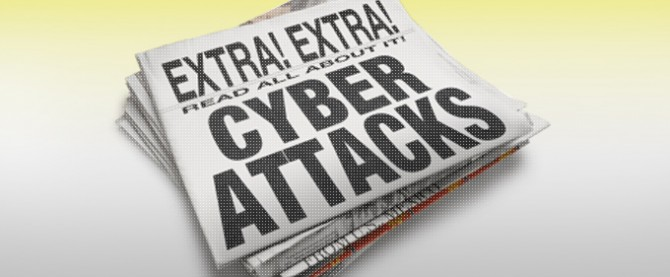 EXTRA! EXTRA!
READ ALL ABOUT IT!
CYBER
ATTACKS